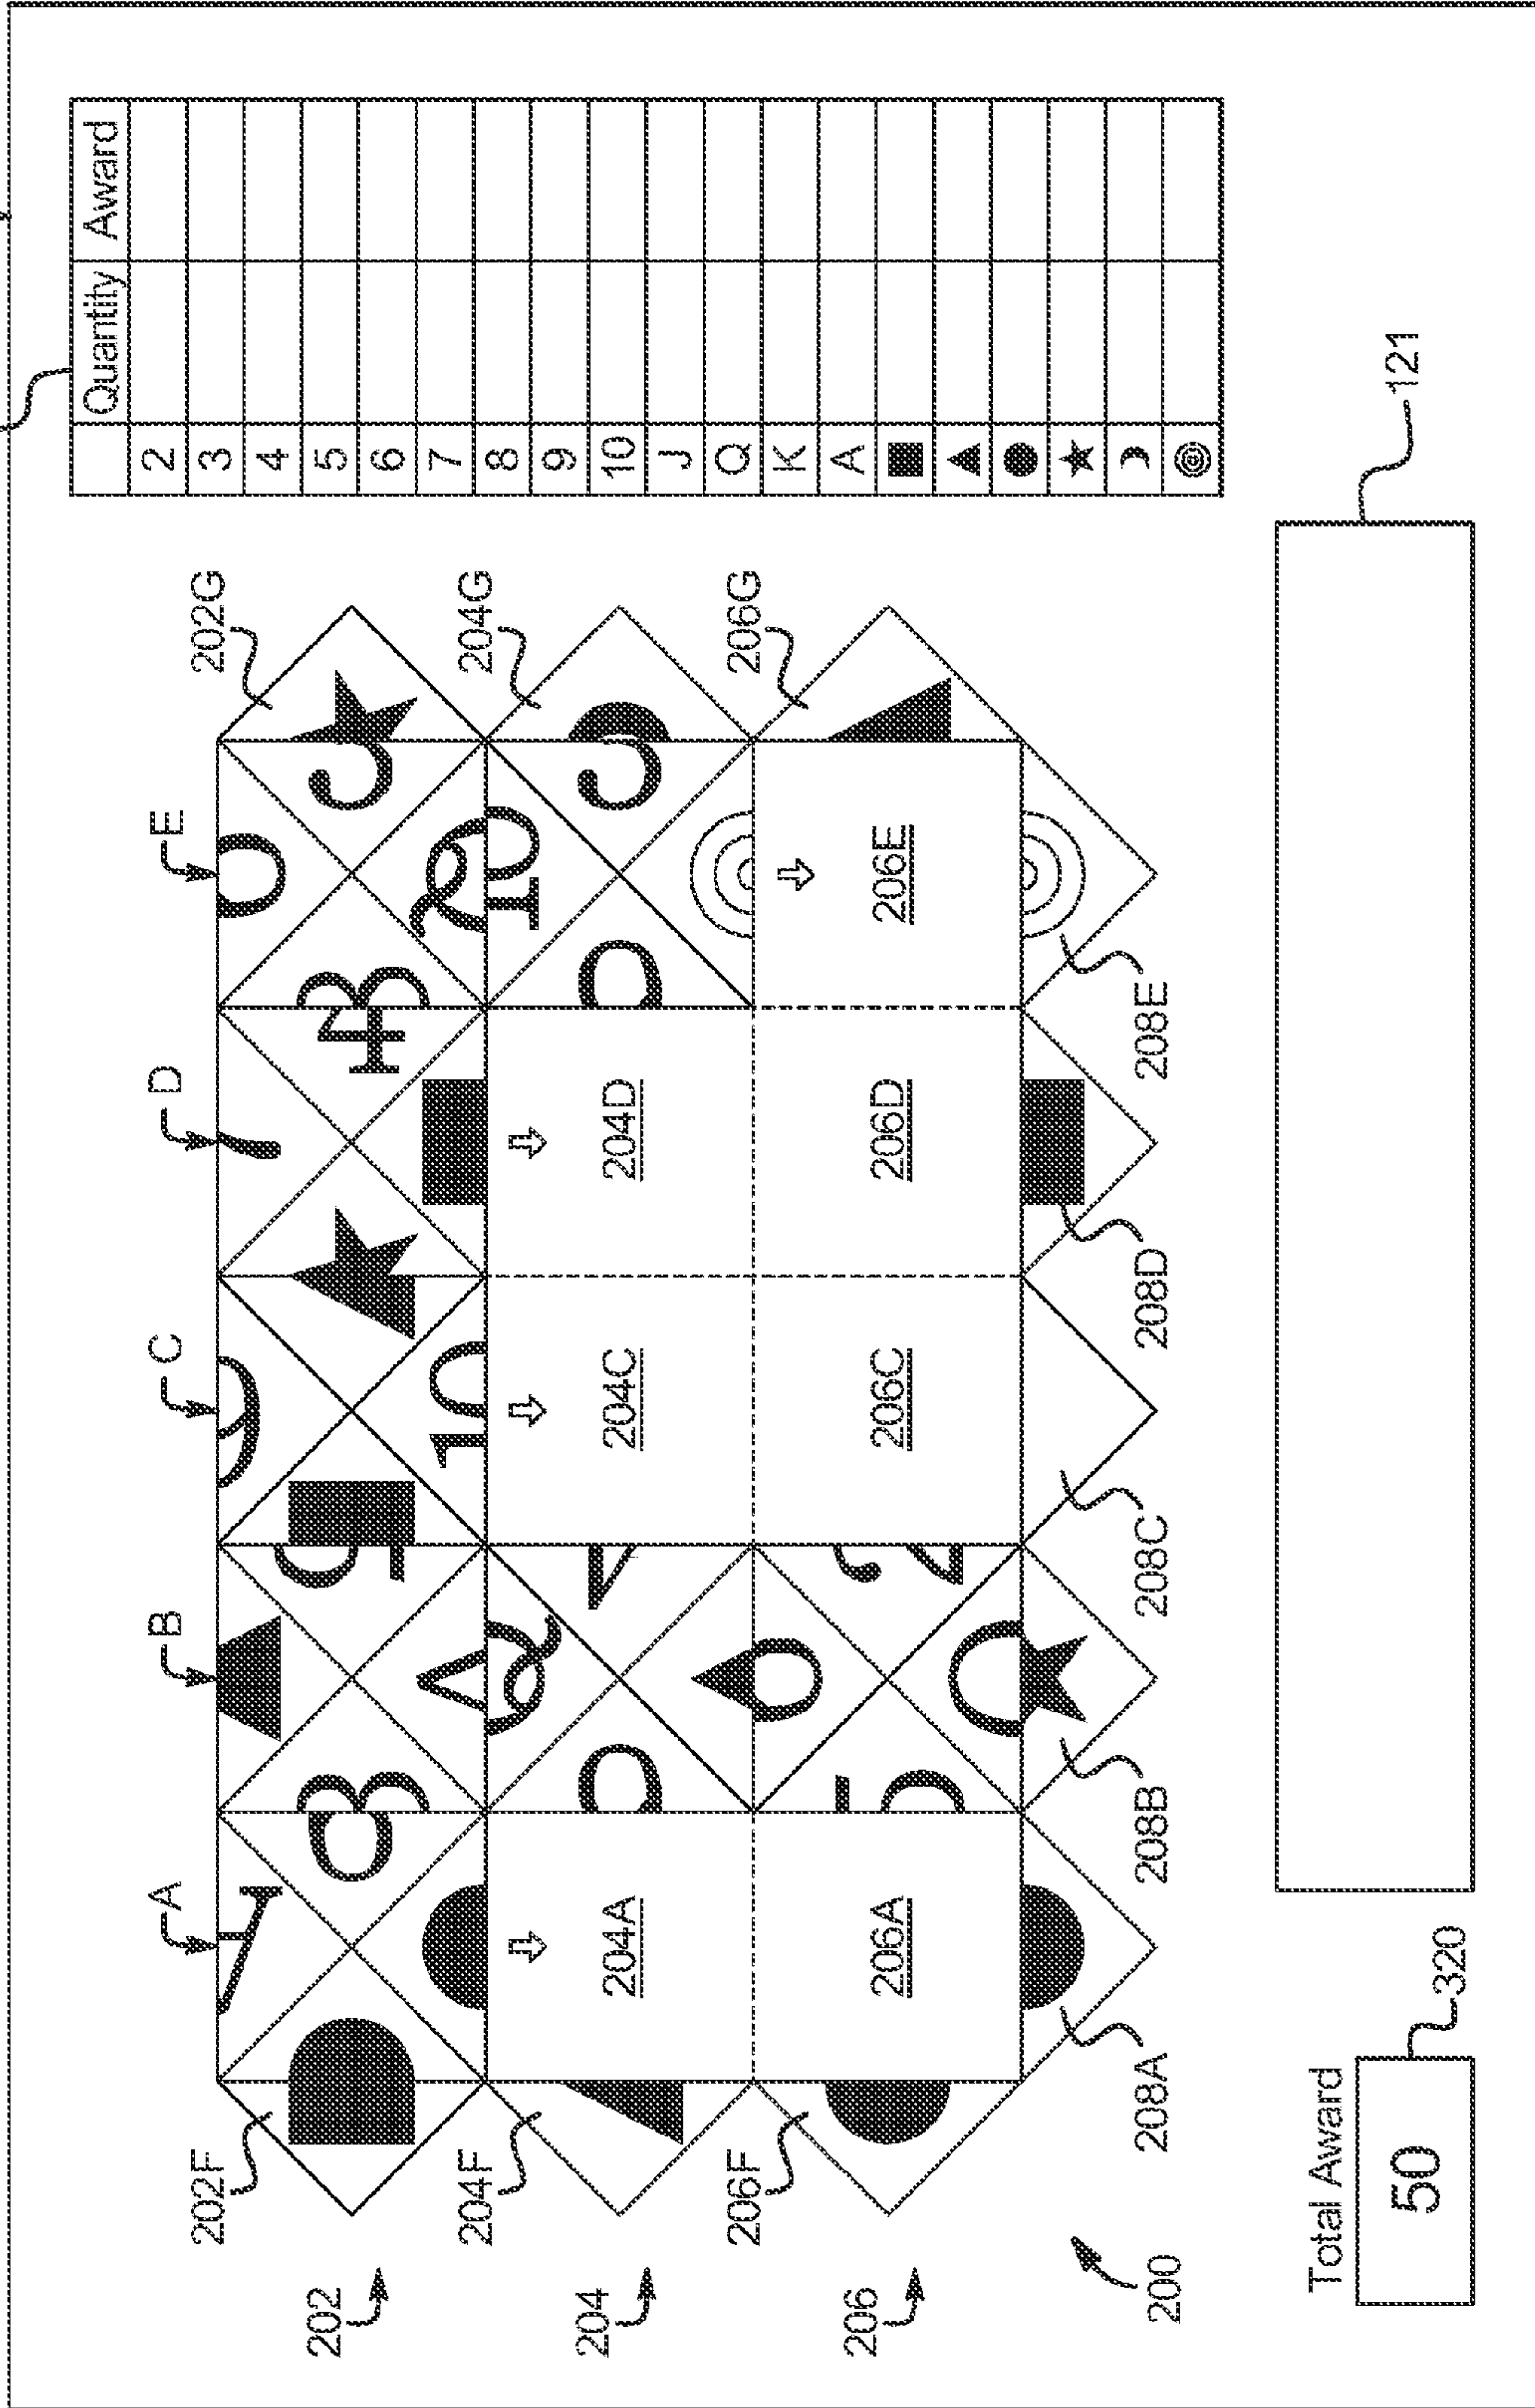 A B C D E
202F
202G
202
204F
204A
204C
204D
204G
204
206F
206A
206C
206D
206E
206G
206
208A
208B
208C
208D
208E
200
Quantity Award
2
3
4
5
6
7
8
9
10
J
Q
K
A
Total Award
50
320
121